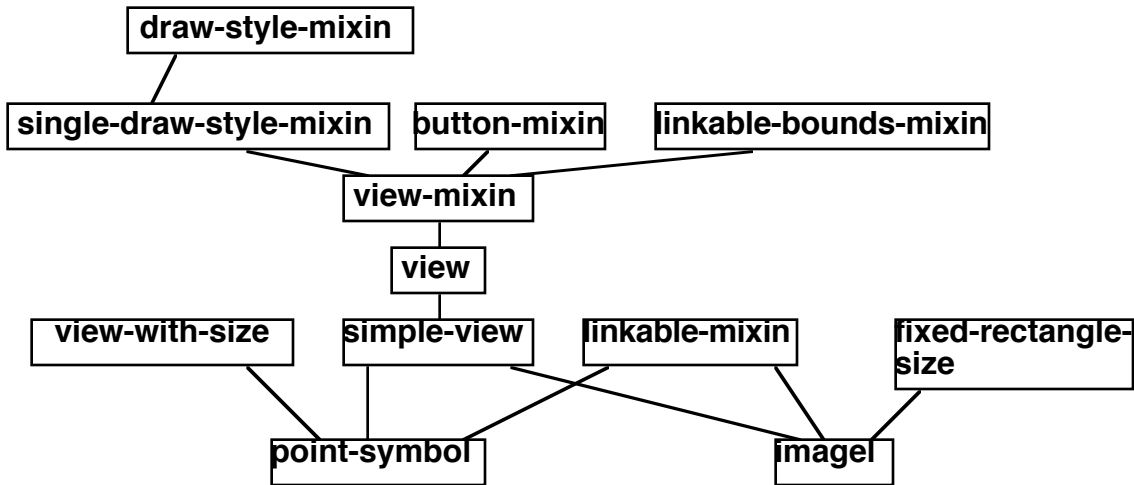 draw-style-mixin
single-draw-style-mixin
button-mixin
linkable-bounds-mixin
view-mixin
view
view-with-size
simple-view
linkable-mixin
fixed-rectangle-
size
point-symbol
imagel